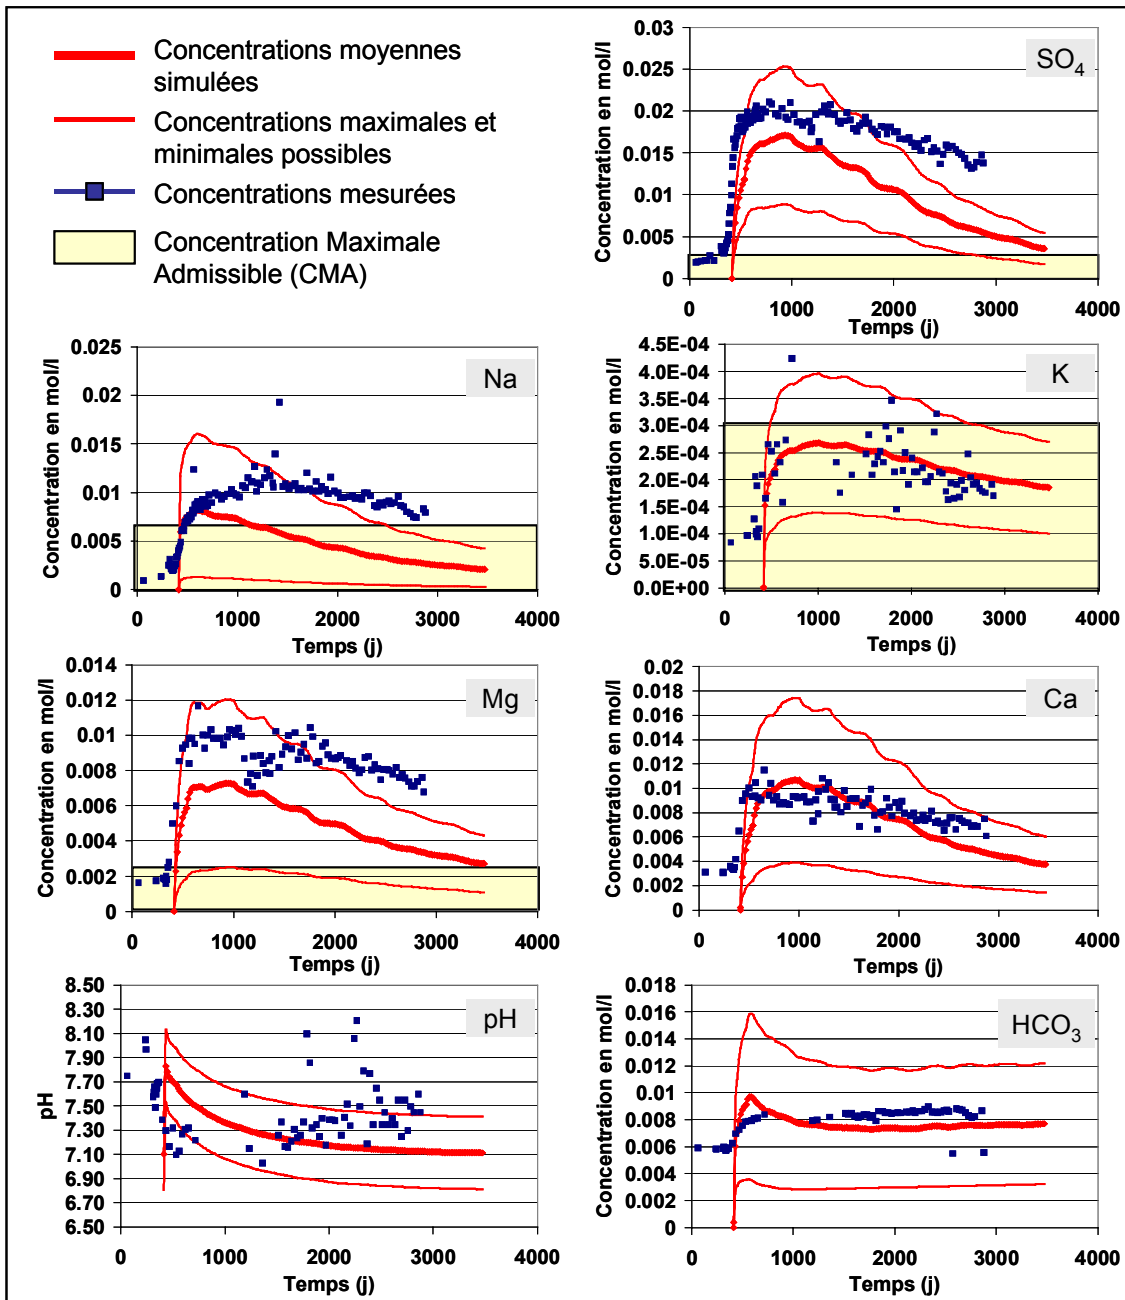 Concentrations moyennes
simulées
Concentrations maximales et
minimales possibles
Concentrations mesurées
Concentration Maximale
Admissible (CMA)
SO4
Concentration en mol/l
0.03
0.025
0.02
0.015
0.01
0.005
0
0 1000 2000 3000 4000
Temps (j)
Na
Concentration en mol/l
0.025
0.02
0.015
0.01
0.005
0
0 1000 2000 3000 4000
Temps (j)
K
Concentration en mol/l
4.5E-04
4.0E-04
3.5E-04
3.0E-04
2.5E-04
2.0E-04
1.5E-04
1.0E-04
5.0E-05
0.0E+00
0 1000 2000 3000 4000
Temps (j)
Mg
Concentration en mol/l
0.014
0.012
0.01
0.008
0.006
0.004
0.002
0
0 1000 2000 3000 4000
Temps (j)
Ca
Concentration en mol/l
0.02
0.018
0.016
0.014
0.012
0.01
0.008
0.006
0.004
0.002
0
0 1000 2000 3000 4000
Temps (j)
pH
pH
8.50
8.30
8.10
7.90
7.70
7.50
7.30
7.10
6.90
6.70
6.50
0 1000 2000 3000 4000
Temps (j)
HCO3
Concentration en mol/l
0.018
0.016
0.014
0.012
0.01
0.008
0.006
0.004
0.002
0
0 1000 2000 3000 4000
Temps (j)